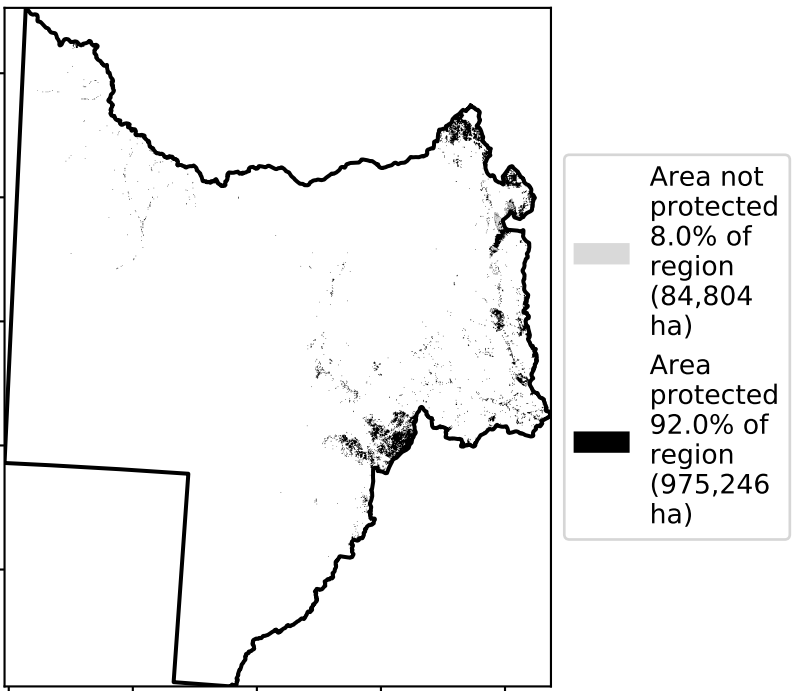 Area not
protected
8.0% of
region
(84,804
ha)
Area
protected
92.0% of
region
(975,246
ha)